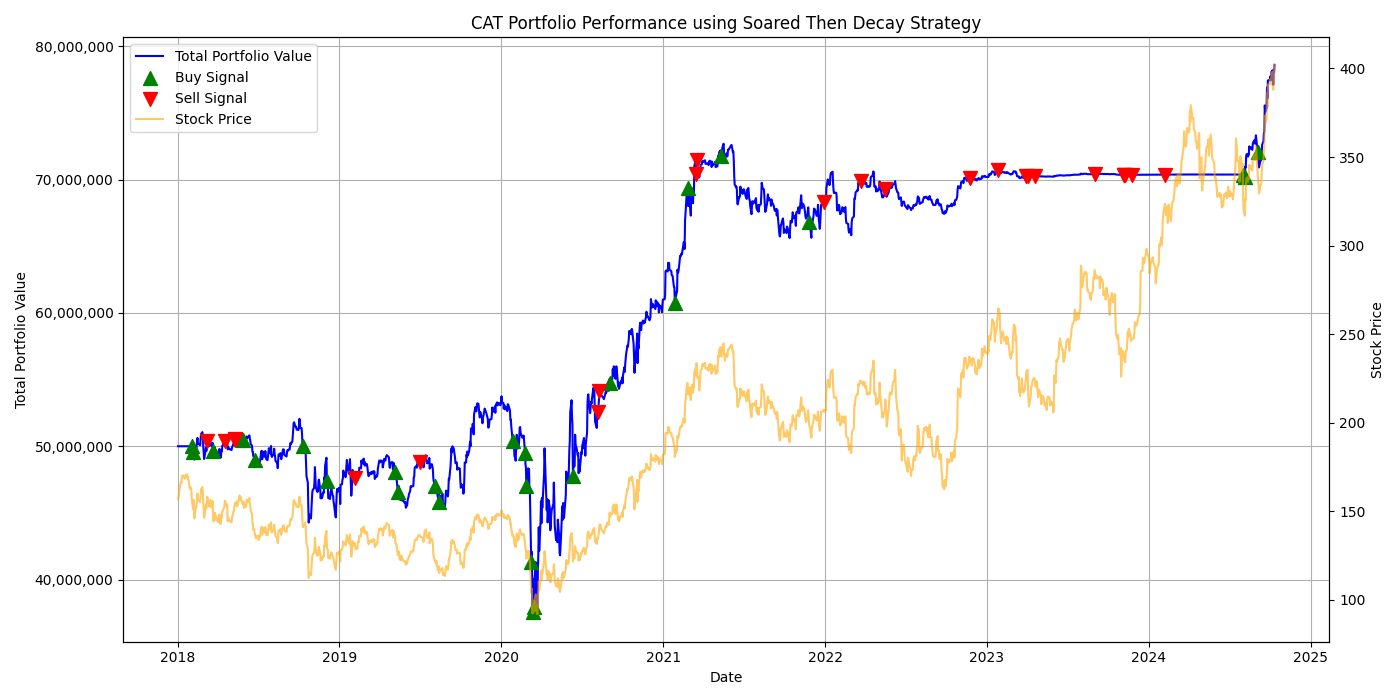 CAT Portfolio Performance using Soared Then Decay Strategy
Total Portfolio Value
Buy Signal
Sell Signal
Stock Price
80,000,000
70,000,000
60,000,000
50,000,000
40,000,000
Total Portfolio Value
400
350
300
250
200
150
100
Stock Price
2018
2019
2020
2021
2022
2023
2024
2025
Date